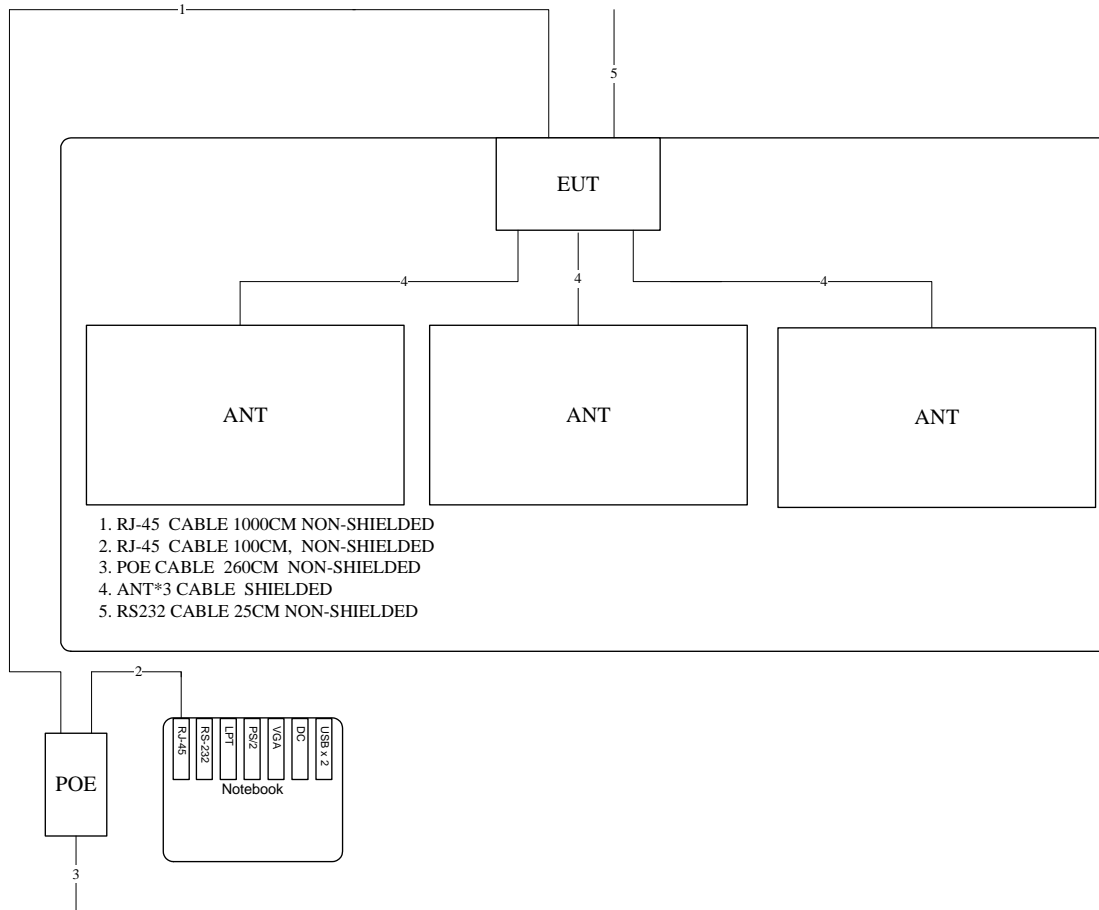 1
5
EUT
4
4
4
ANT
ANT
ANT
1. RJ-45 CABLE 1000CM NON-SHIELDED
2. RJ-45 CABLE 100CM, NON-SHIELDED
3. POE CABLE 260CM NON-SHIELDED
4. ANT*3 CABLE SHIELDED
5. RS232 CABLE 25CM NON-SHIELDED
2
RJ-45
RS-232
LPT
PS/2
VGA
DC
USB x 2
Notebook
POE
3